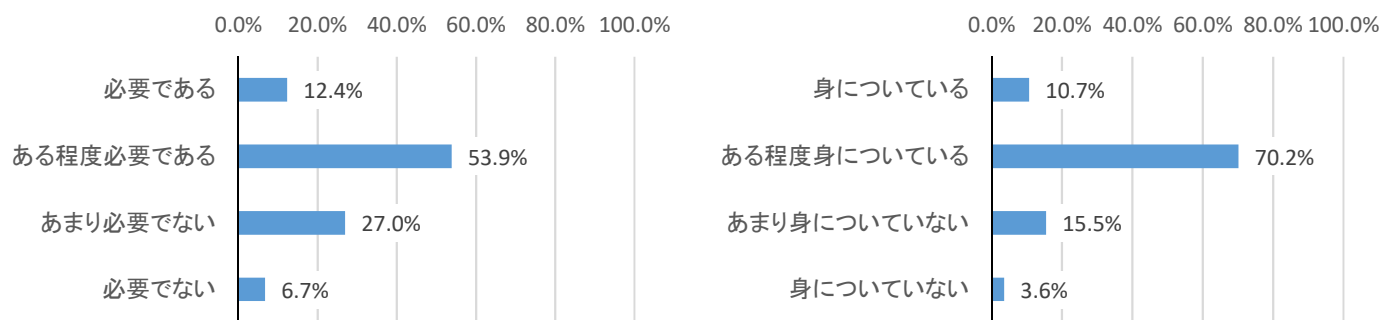 0.0% 20.0% 40.0% 60.0% 80.0% 100.0%
必要である 12.4%
ある程度必要である 53.9%
あまり必要でない 27.0%
必要でない 6.7%
0.0% 20.0% 40.0% 60.0% 80.0% 100.0%
身についている 10.7%
ある程度身についている 70.2%
あまり身についていない 15.5%
身についていない 3.6%